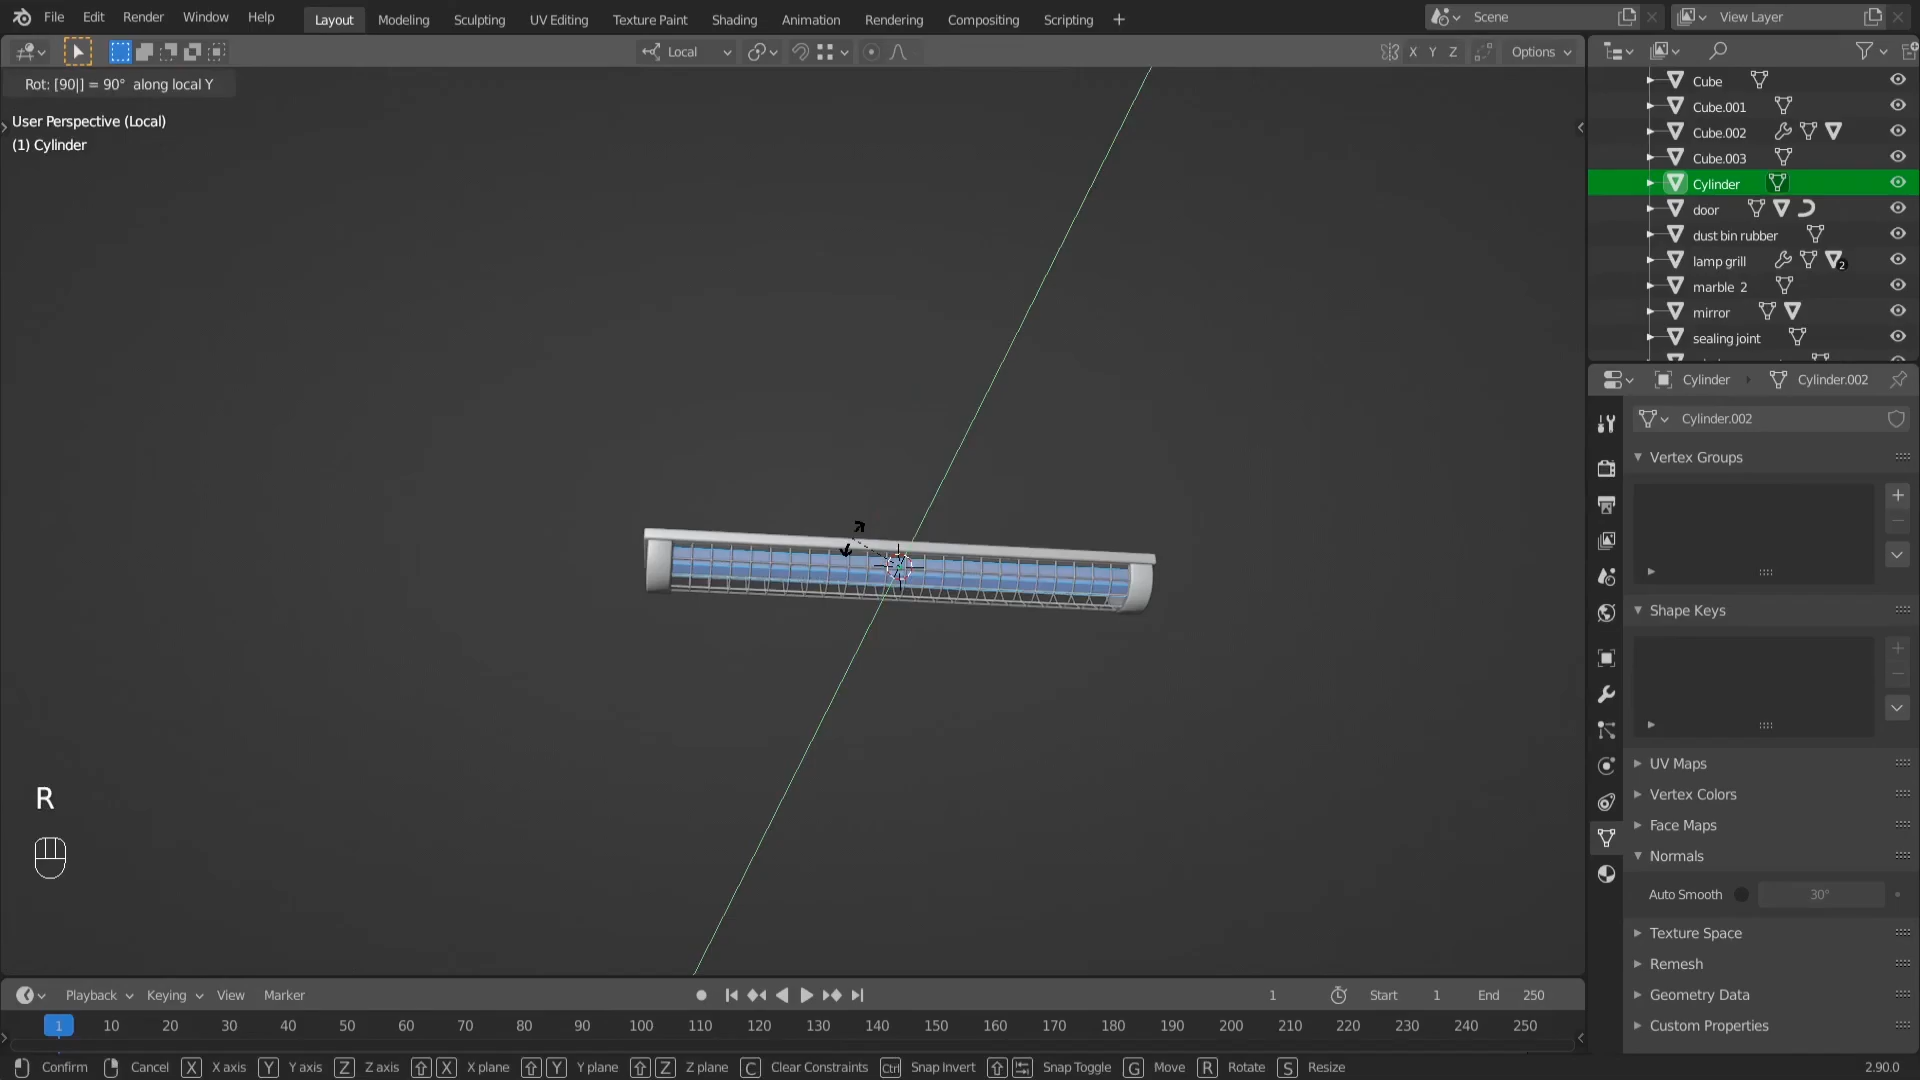 File Edit Render Window Help Layout Modeling Sculpting UV Editing Texture Paint Shading Animation Rendering Compositing Scripting + Scene View Layer
Local X Y Z Options
Rot: [90|] = 90° along local Y
User Perspective (Local)
(1) Cylinder
Cube
Cube.001
Cube.002
Cube.003
Cylinder
door
dust bin rubber
lamp grill 2
marble 2
mirror
sealing joint
Cylinder Cylinder.002
Cylinder.002
Vertex Groups
Shape Keys
UV Maps
Vertex Colors
Face Maps
Normals
Auto Smooth 30°
Texture Space
Remesh
Geometry Data
Custom Properties
R
Playback Keying View Marker 1 Start 1 End 250
1 10 20 30 40 50 60 70 80 90 100 110 120 130 140 150 160 170 180 190 200 210 220 230 240 250
Confirm Cancel X X axis Y Y axis Z Z axis X X plane Y Y plane Z Z plane C Clear Constraints Ctrl Snap Invert Snap Toggle G Move R Rotate S Resize 2.90.0